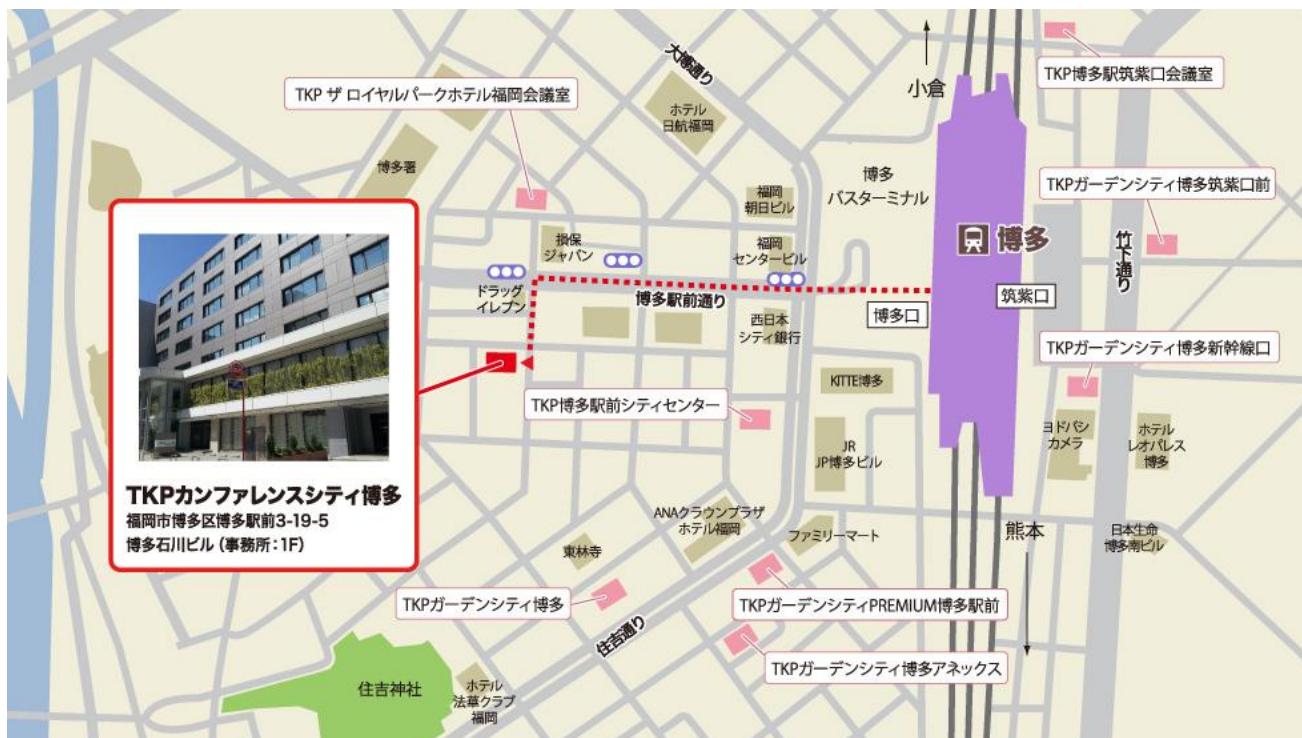 大博通り
小倉
TKP博多駅筑紫口会議室
TKP ザ ロイヤルパークホテル福岡会議室
ホテル
日航福岡
博多署
博多
バスターミナル
TKPガーデンシティ博多筑紫口前
福岡
朝日ビル
損保
ジャパン
福岡
センタービル
博多
竹下通り
ドラッグ
イレブン
博多駅前通り
筑紫口
博多口
西日本
シティ銀行
TKPガーデンシティ博多新幹線口
KITTE博多
TKP博多駅前シティセンター
ヨドバシ
カメラ
ホテル
レオパレス
博多
JR
JP博多ビル
TKPカンファレンスシティ博多
福岡市博多区博多駅前3-19-5
博多石川ビル (事務所:1F)
ANAクラウンプラザ
ホテル福岡
ファミリーマート
熊本
日本生命
博多南ビル
東林寺
TKPガーデンシティ博多
TKPガーデンシティPREMIUM博多駅前
住吉通り
TKPガーデンシティ博多アネックス
住吉神社
ホテル
法華クラブ
福岡